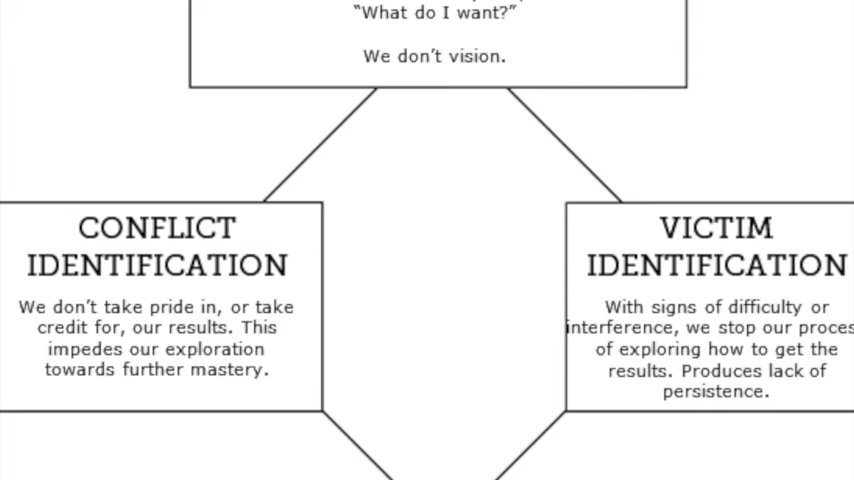 “What do I want?”
We don’t vision.
CONFLICT
IDENTIFICATION
We don’t take pride in, or take
credit for, our results. This
impedes our exploration
towards further mastery.
VICTIM
IDENTIFICATION
With signs of difficulty or
interference, we stop our proces
of exploring how to get the
results. Produces lack of
persistence.